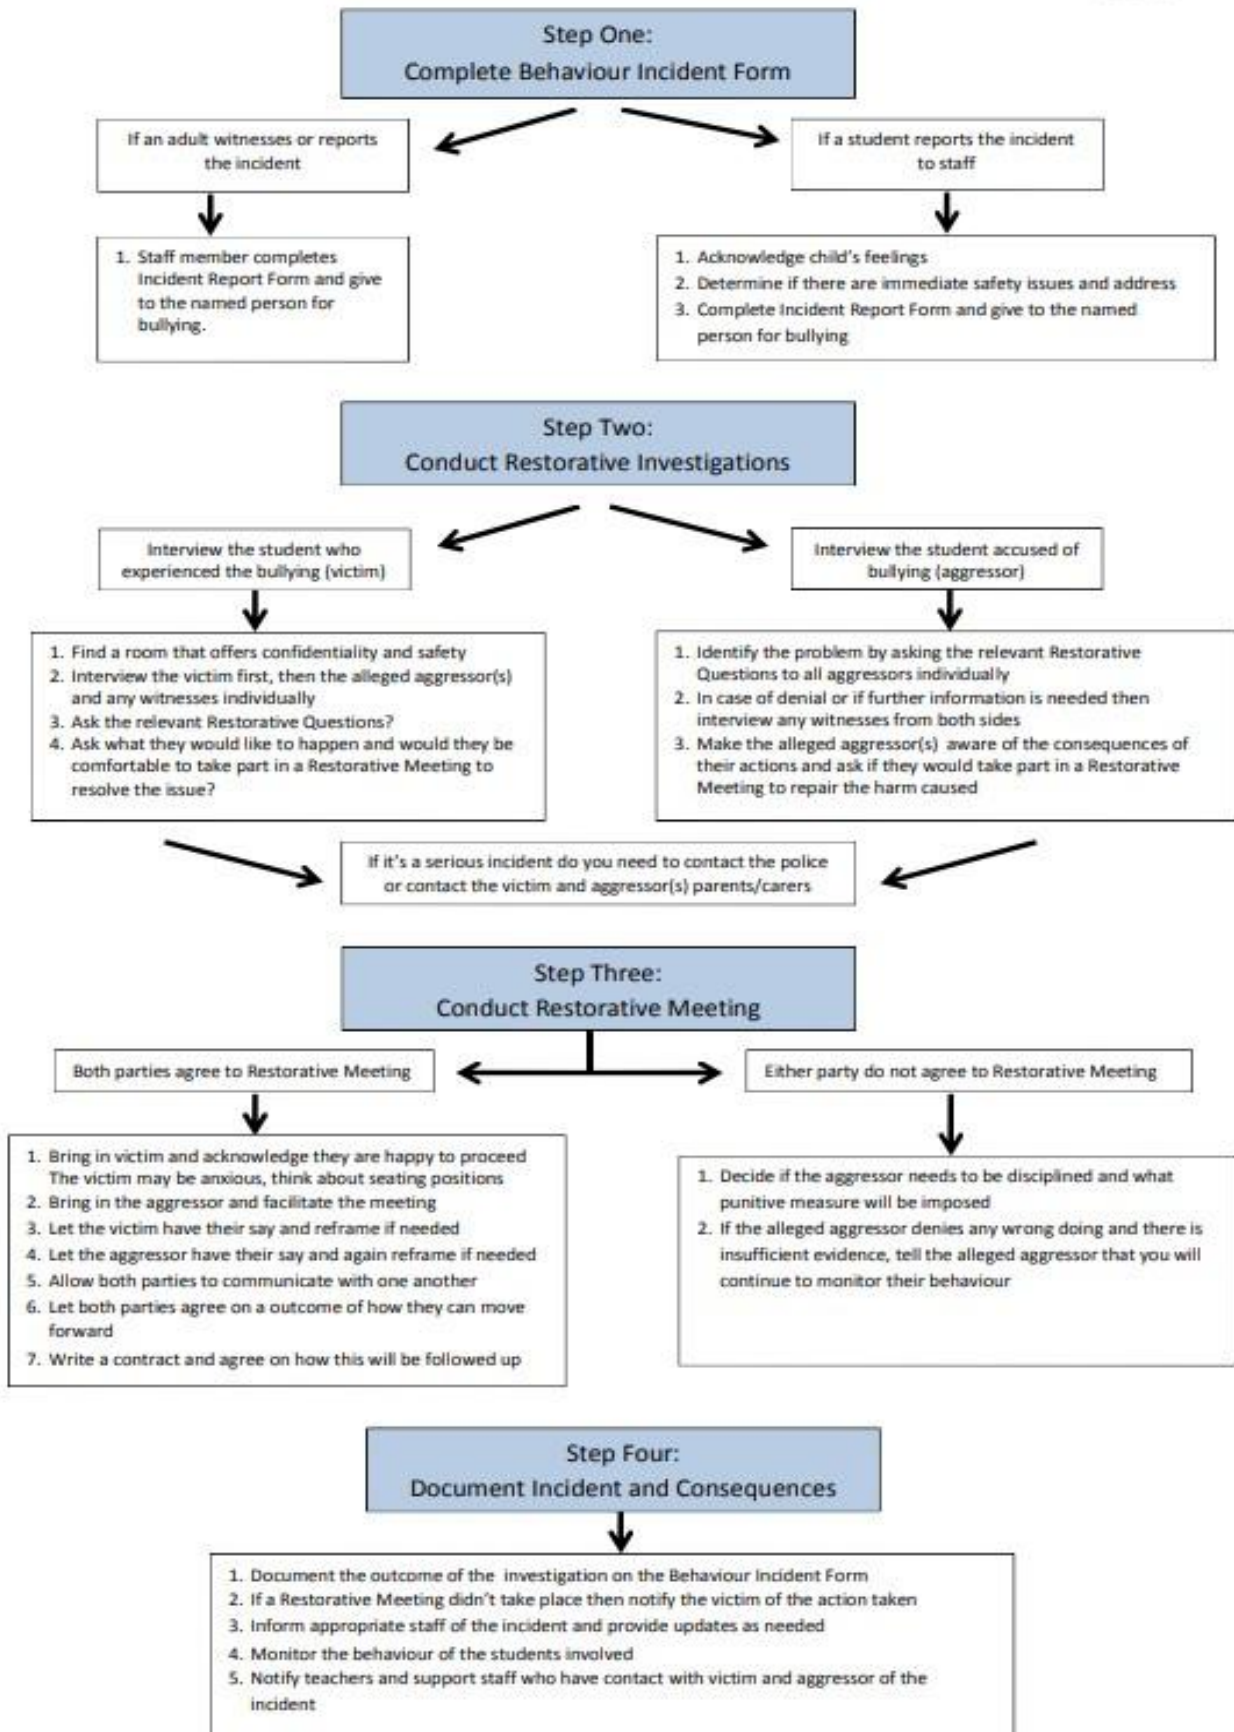 Step One:
Complete Behaviour Incident Form
If an adult witnesses or reports
the incident
If a student reports the incident
to staff
1. Staff member completes
Incident Report Form and give
to the named person for
bullying.
1. Acknowledge child's feelings
2. Determine if there are immediate safety issues and address
3. Complete Incident Report Form and give to the named
person for bullying
Step Two:
Conduct Restorative Investigations
Interview the student who
experienced the bullying (victim)
Interview the student accused of
bullying (aggressor)
1. Find a room that offers confidentiality and safety
2. Interview the victim first, then the alleged aggressor(s)
and any witnesses individually
3. Ask the relevant Restorative Questions?
4. Ask what they would like to happen and would they be
comfortable to take part in a Restorative Meeting to
resolve the issue?
1. Identify the problem by asking the relevant Restorative
Questions to all aggressors individually
2. In case of denial or if further information is needed then
interview any witnesses from both sides
3. Make the alleged aggressor(s) aware of the consequences of
their actions and ask if they would take part in a Restorative
Meeting to repair the harm caused
If it's a serious incident do you need to contact the police
or contact the victim and aggressor(s) parents/carers
Step Three:
Conduct Restorative Meeting
Both parties agree to Restorative Meeting
Either party do not agree to Restorative Meeting
1. Bring in victim and acknowledge they are happy to proceed
The victim may be anxious, think about seating positions
2. Bring in the aggressor and facilitate the meeting
3. Let the victim have their say and reframe if needed
4. Let the aggressor have their say and again reframe if needed
5. Allow both parties to communicate with one another
6. Let both parties agree on a outcome of how they can move
forward
7. Write a contract and agree on how this will be followed up
1. Decide if the aggressor needs to be disciplined and what
punitive measure will be imposed
2. If the alleged aggressor denies any wrong doing and there is
insufficient evidence, tell the alleged aggressor that you will
continue to monitor their behaviour
Step Four:
Document Incident and Consequences
1. Document the outcome of the investigation on the Behaviour Incident Form
2. If a Restorative Meeting didn't take place then notify the victim of the action taken
3. Inform appropriate staff of the incident and provide updates as needed
4. Monitor the behaviour of the students involved
5. Notify teachers and support staff who have contact with victim and aggressor of the
incident